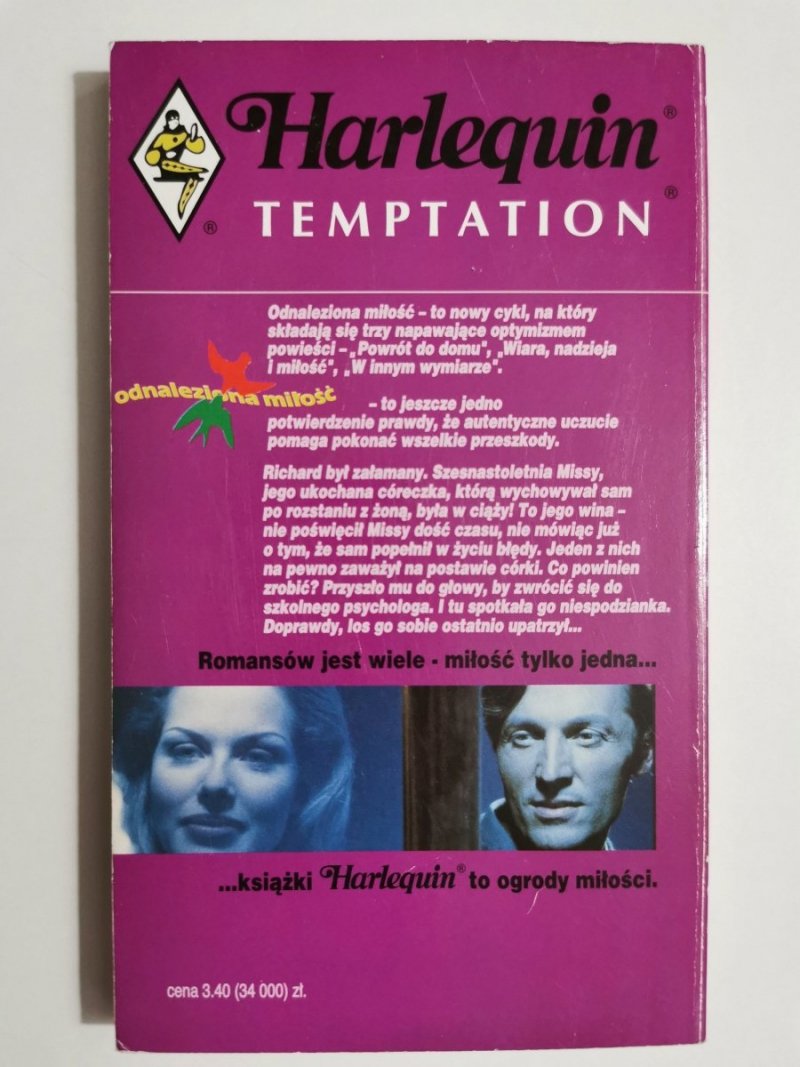 Harlequin®
TEMPTATION®
®
Odnaleziona miłość – to nowy cykl, na który
składają się trzy napawające optymizmem
powieści – „Powrót do domu", „Wiara, nadzieja
i miłość", „W innym wymiarze".
odnaleziona miłość – to jeszcze jedno
potwierdzenie prawdy, że autentyczne uczucie
pomaga pokonać wszelkie przeszkody.
Richard był załamany. Szesnastoletnia Missy,
jego ukochana córeczka, którą wychowywał sam
po rozstaniu z żoną, była w ciąży! To jego wina –
nie poświęcił Missy dość czasu, nie mówiąc już
o tym, że sam popełnił w życiu błędy. Jeden z nich
na pewno zaważył na postawie córki. Co powinien
zrobić? Przyszło mu do głowy, by zwrócić się do
szkolnego psychologa. I tu spotkała go niespodzianka.
Doprawdy, los go sobie ostatnio upatrzył...
Romansów jest wiele - miłość tylko jedna...
...książki Harlequin® to ogrody miłości.
cena 3.40 (34 000) zł.